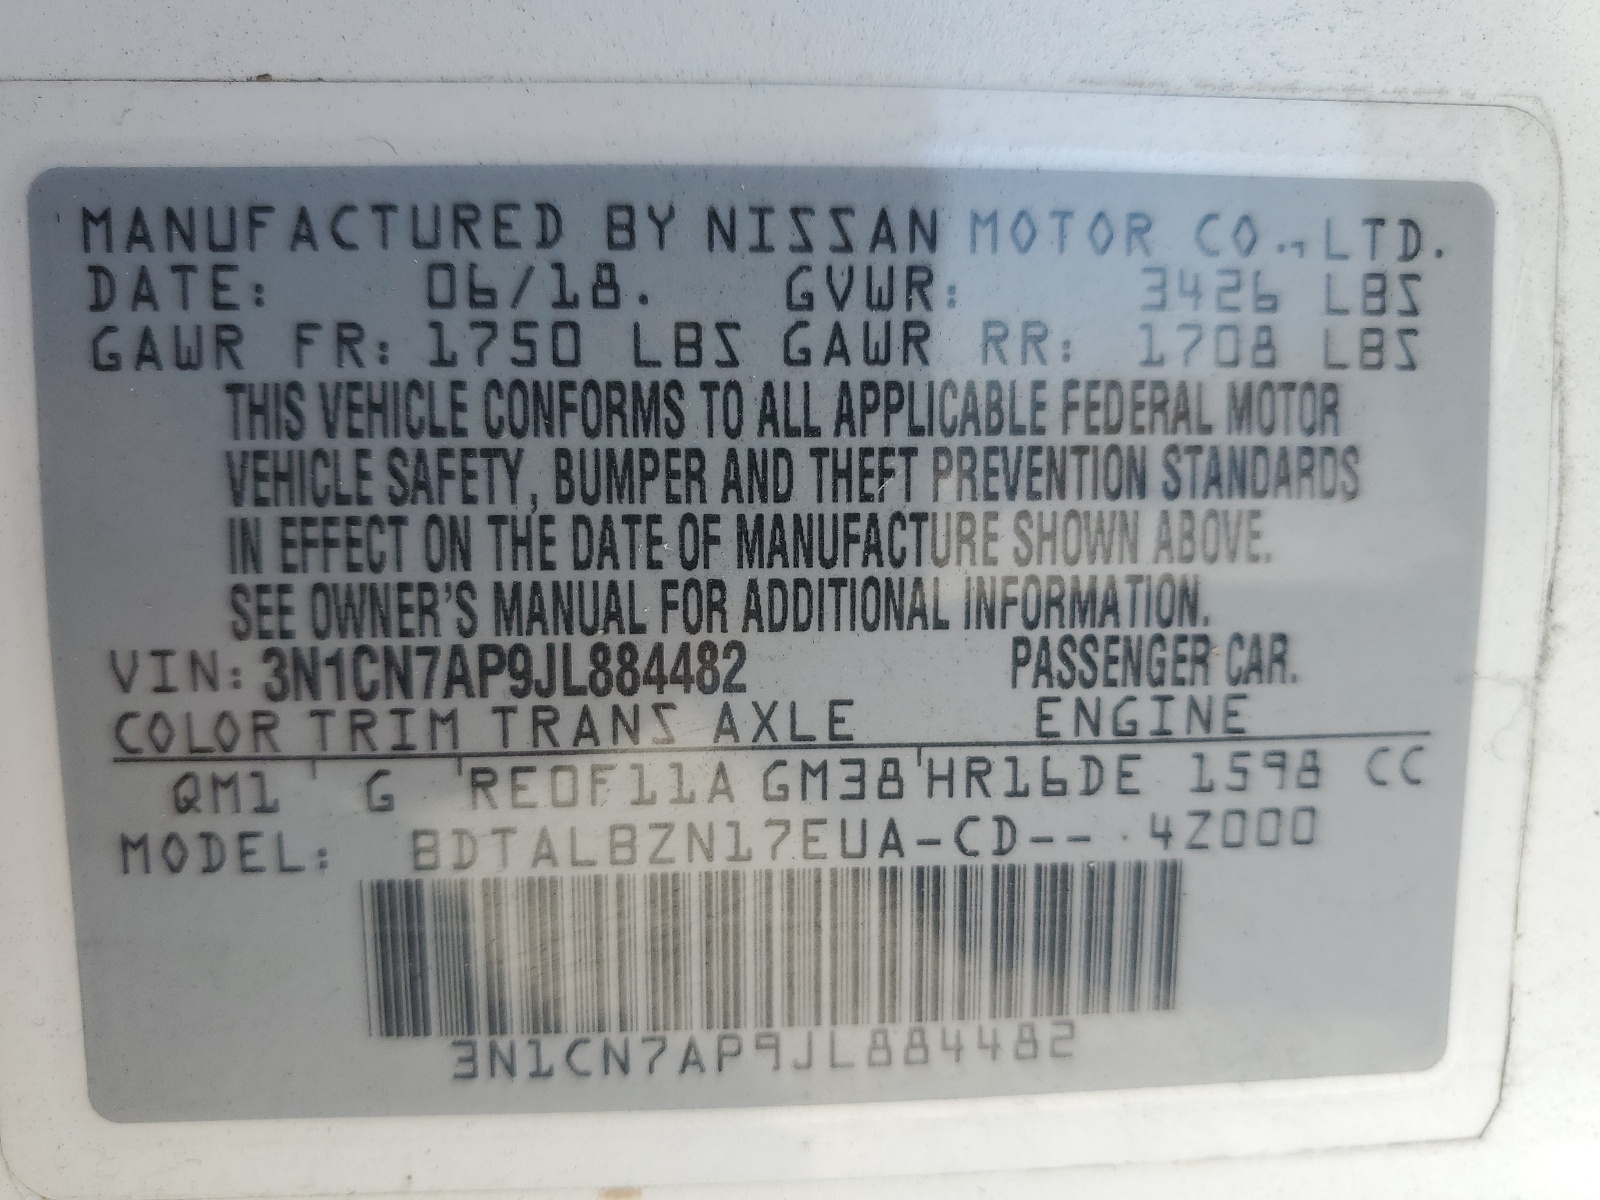 MANUFACTURED BY NISSAN MOTOR CO., LTD.
DATE: 06/18. GVWR: 3426 LBS
GAWR FR: 1750 LBS GAWR RR: 1708 LBS
THIS VEHICLE CONFORMS TO ALL APPLICABLE FEDERAL MOTOR
VEHICLE SAFETY, BUMPER AND THEFT PREVENTION STANDARDS
IN EFFECT ON THE DATE OF MANUFACTURE SHOWN ABOVE.
SEE OWNER'S MANUAL FOR ADDITIONAL INFORMATION.
VIN: 3N1CN7AP9JL884482 PASSENGER CAR.
COLOR TRIM TRANS AXLE ENGINE
QM1 G RE0F11A GM38 HR16DE 1598 CC
MODEL: BDTALBZN17EUA-CD-- 4Z000
3N1CN7AP9JL884482